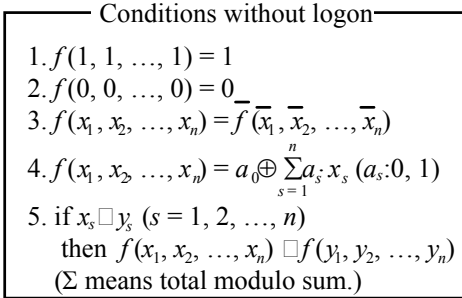 Conditions without logon
1. f(1, 1, …, 1) = 1
2. f(0, 0, …, 0) = 0
3. f(x₁, x₂, …, xₙ) = f̅(x̅₁, x̅₂, …, x̅ₙ)
4. f(x₁, x₂, …, xₙ) = a₀⊕ ∑ₛ₌₁ⁿ aₛ xₛ (aₛ:0, 1)
5. if xₛ□yₛ (s = 1, 2, …, n)
then f(x₁, x₂, …, xₙ) □f(y₁, y₂, …, yₙ)
(Σ means total modulo sum.)